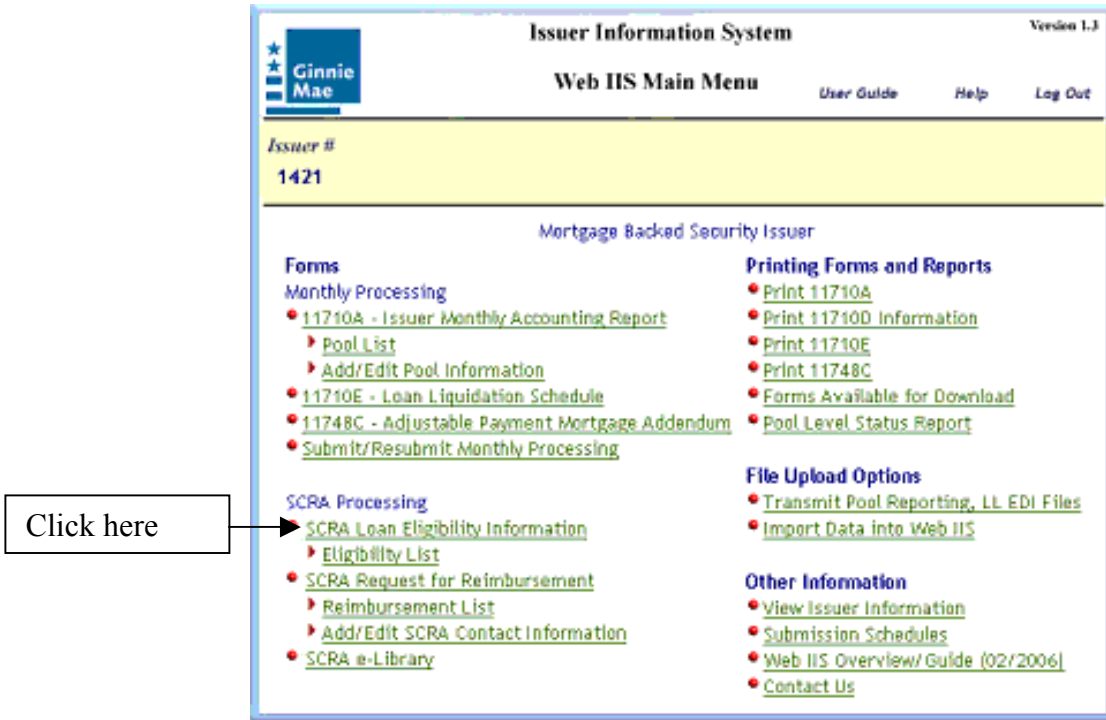 Issuer Information System
Version 1.3
Ginnie
Mae
Web IIS Main Menu
User Guide
Help
Log Out
Issuer #
1421
Mortgage Backed Security Issuer
Forms
Monthly Processing
11710A - Issuer Monthly Accounting Report
Pool List
Add/Edit Pool Information
11710E - Loan Liquidation Schedule
11748C - Adjustable Payment Mortgage Addendum
Submit/Resubmit Monthly Processing
SCRA Processing
Click here
SCRA Loan Eligibility Information
Eligibility List
SCRA Request for Reimbursement
Reimbursement List
Add/Edit SCRA Contact Information
SCRA e-Library
Printing Forms and Reports
Print 11710A
Print 11710D Information
Print 11710E
Print 11748C
Forms Available for Download
Pool Level Status Report
File Upload Options
Transmit Pool Reporting, LL EDI Files
Import Data into Web IIS
Other Information
View Issuer Information
Submission Schedules
Web IIS Overview/Guide (02/2006)
Contact Us